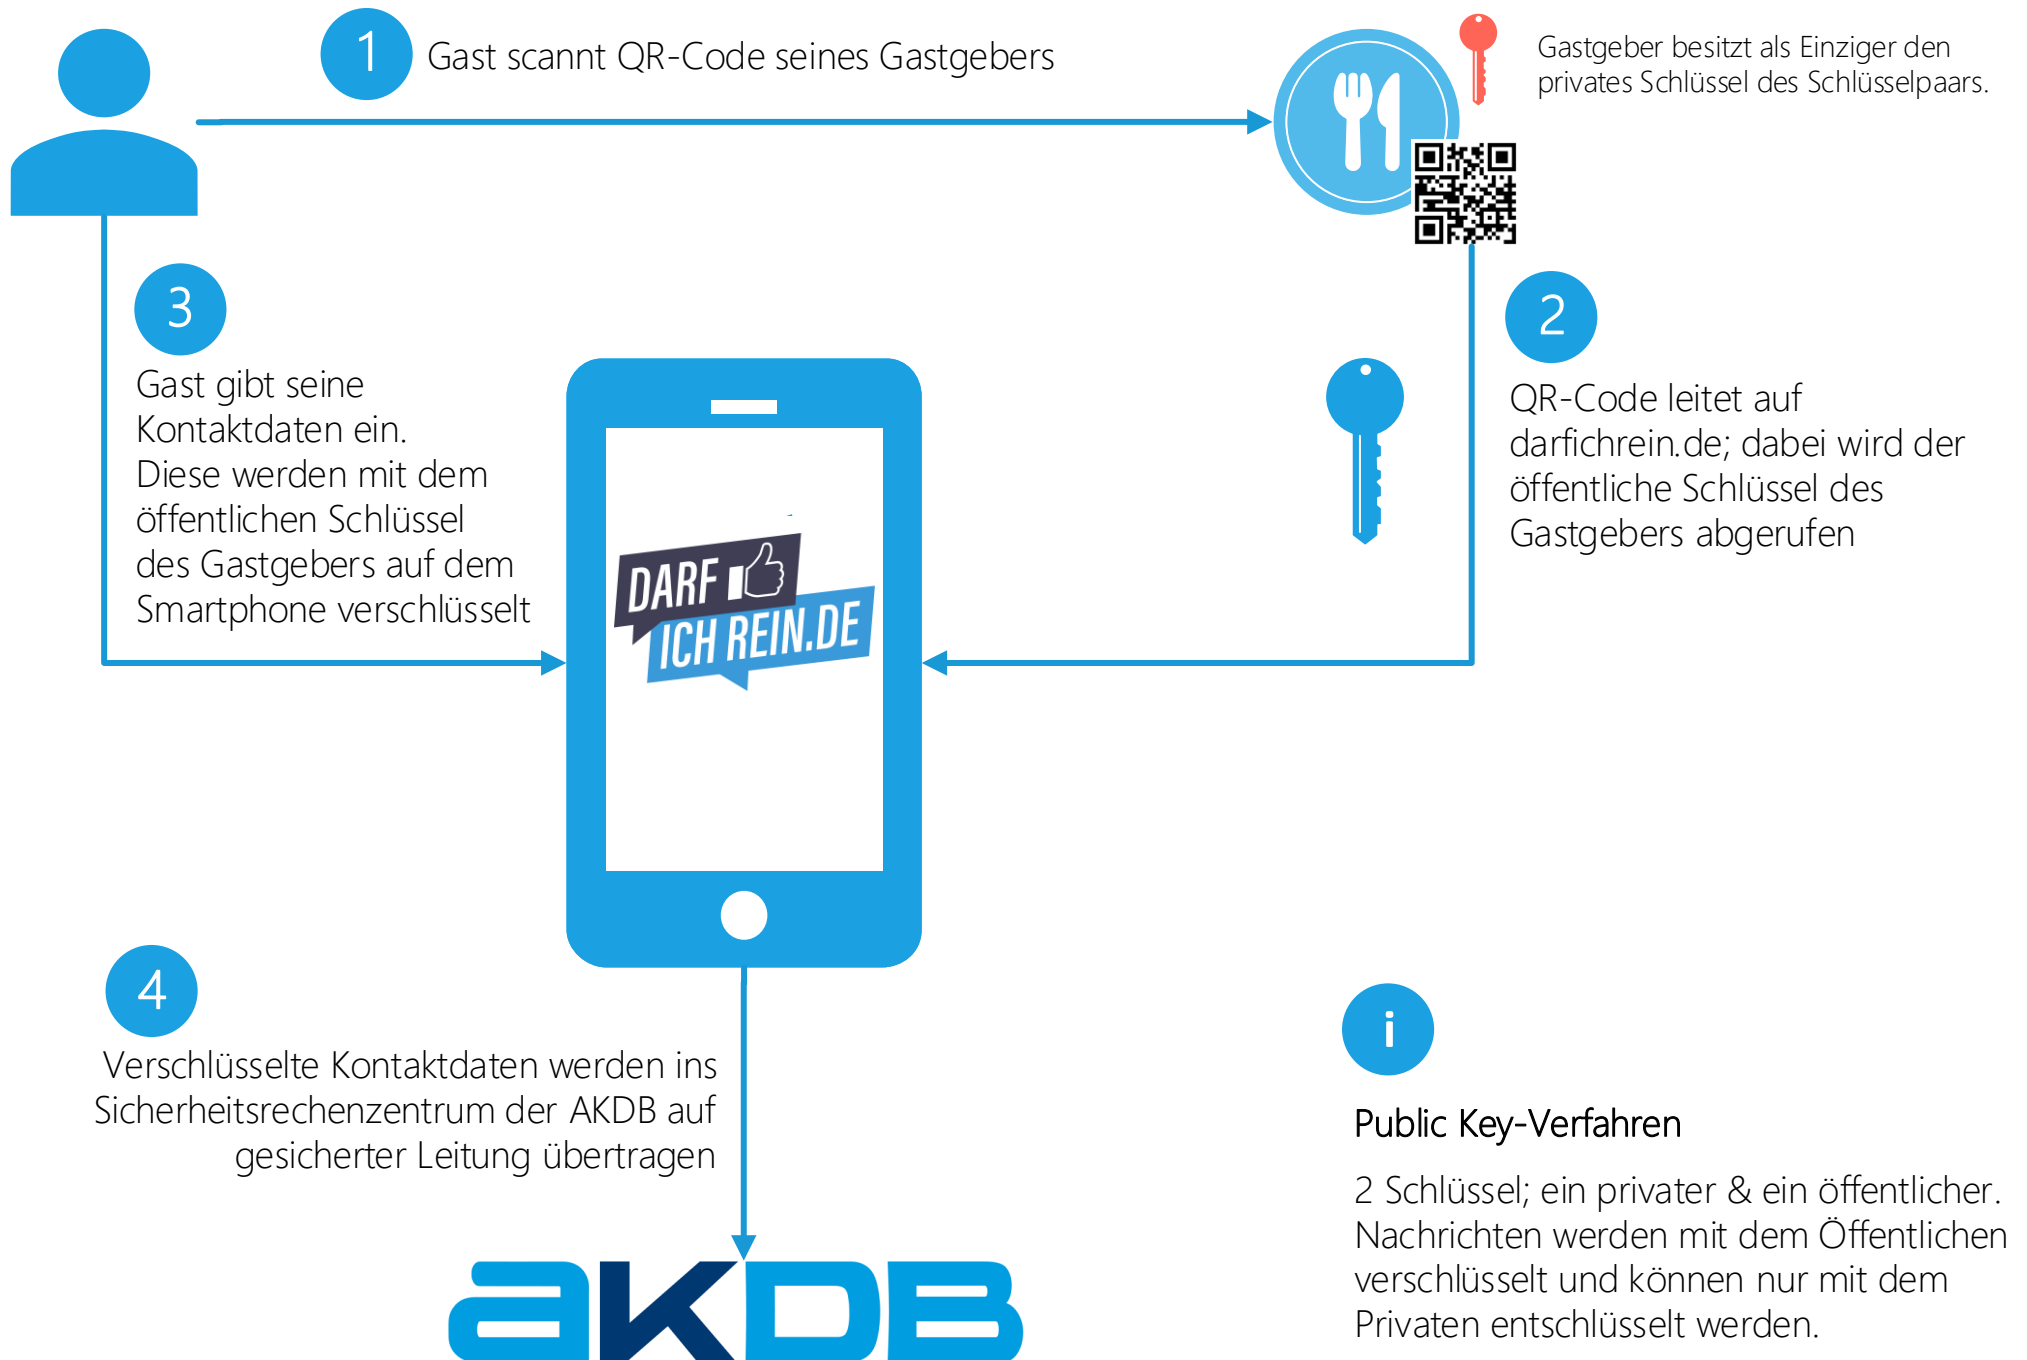 1
Gast scannt QR-Code seines Gastgebers
Gastgeber besitzt als Einziger den
privates Schlüssel des Schlüsselpaars.
2
QR-Code leitet auf
darfichrein.de; dabei wird der
öffentliche Schlüssel des
Gastgebers abgerufen
3
Gast gibt seine
Kontaktdaten ein.
Diese werden mit dem
öffentlichen Schlüssel
des Gastgebers auf dem
Smartphone verschlüsselt
DARF
ICH REIN.DE
4
Verschlüsselte Kontaktdaten werden ins
Sicherheitsrechenzentrum der AKDB auf
gesicherter Leitung übertragen
aKDB
i
Public Key-Verfahren
2 Schlüssel; ein privater & ein öffentlicher.
Nachrichten werden mit dem Öffentlichen
verschlüsselt und können nur mit dem
Privaten entschlüsselt werden.